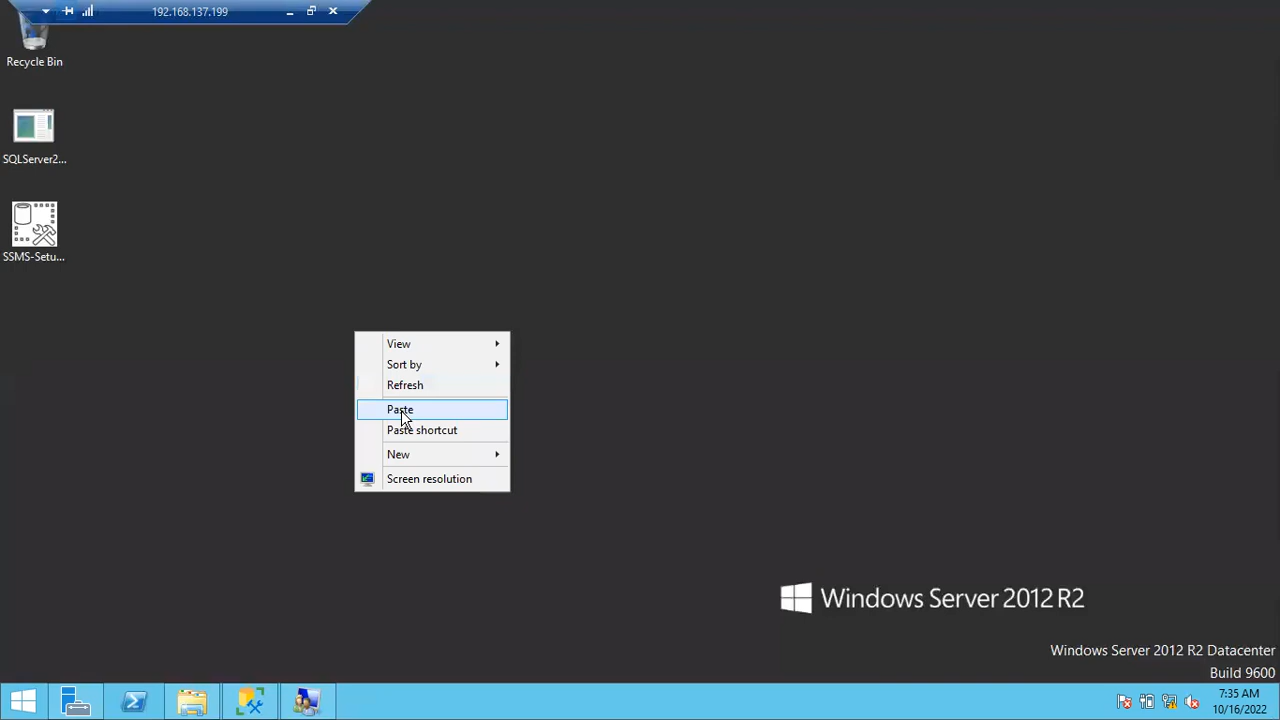 192.168.137.199
Recycle Bin
SQLServer2...
SSMS-Setu...
View
Sort by
Refresh
Paste
Paste shortcut
New
Screen resolution
Windows Server 2012 R2
Windows Server 2012 R2 Datacenter
Build 9600
7:35 AM
10/16/2022